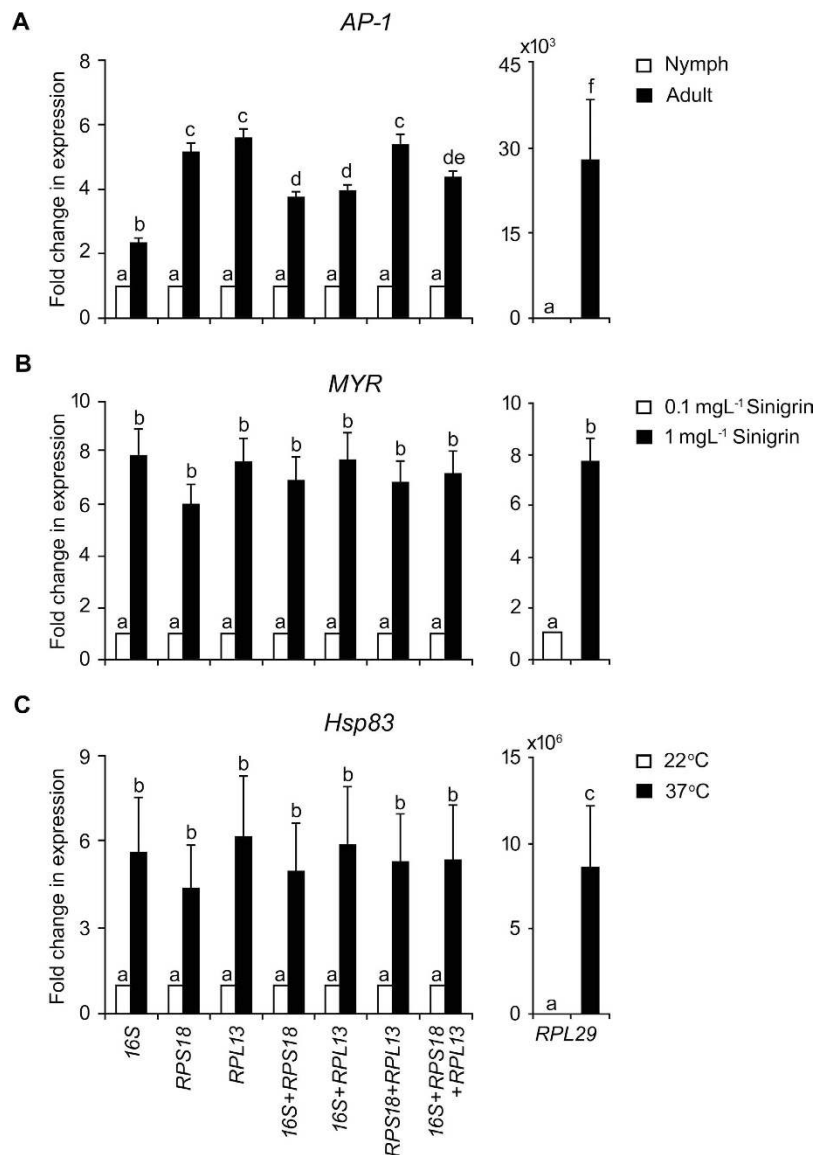 A
AP-1
x10³
Nymph
Adult
Fold change in expression
8
6
4
2
0
a b a c a c a d a d a c a de
45
30
15
0
a f
B
MYR
0.1 mgL⁻¹ Sinigrin
1 mgL⁻¹ Sinigrin
Fold change in expression
10
8
6
4
2
0
a b a b a b a b a b a b a b
10
8
6
4
2
0
a b
C
Hsp83
x10⁶
22°C
37°C
Fold change in expression
9
6
3
0
a b a b a b a b a b a b a b
15
10
5
0
a c
16S
RPS18
RPL13
16S+RPS18
16S+RPL13
RPS18+RPL13
16S+RPS18
+RPL13
RPL29